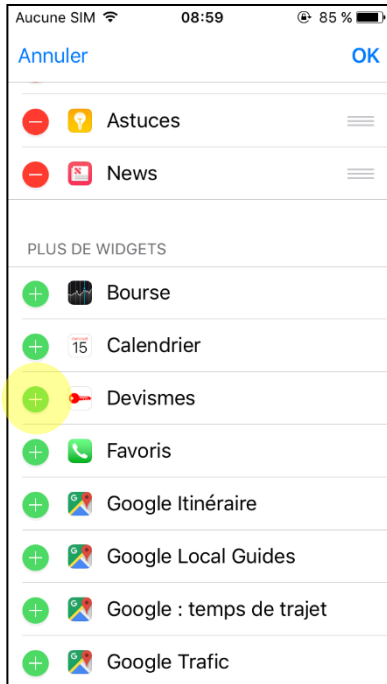 Aucune SIM 08:59 85 %
Annuler OK
Astuces
News
PLUS DE WIDGETS
Bourse
15 Calendrier
Devismes
Favoris
Google Itinéraire
Google Local Guides
Google : temps de trajet
Google Trafic